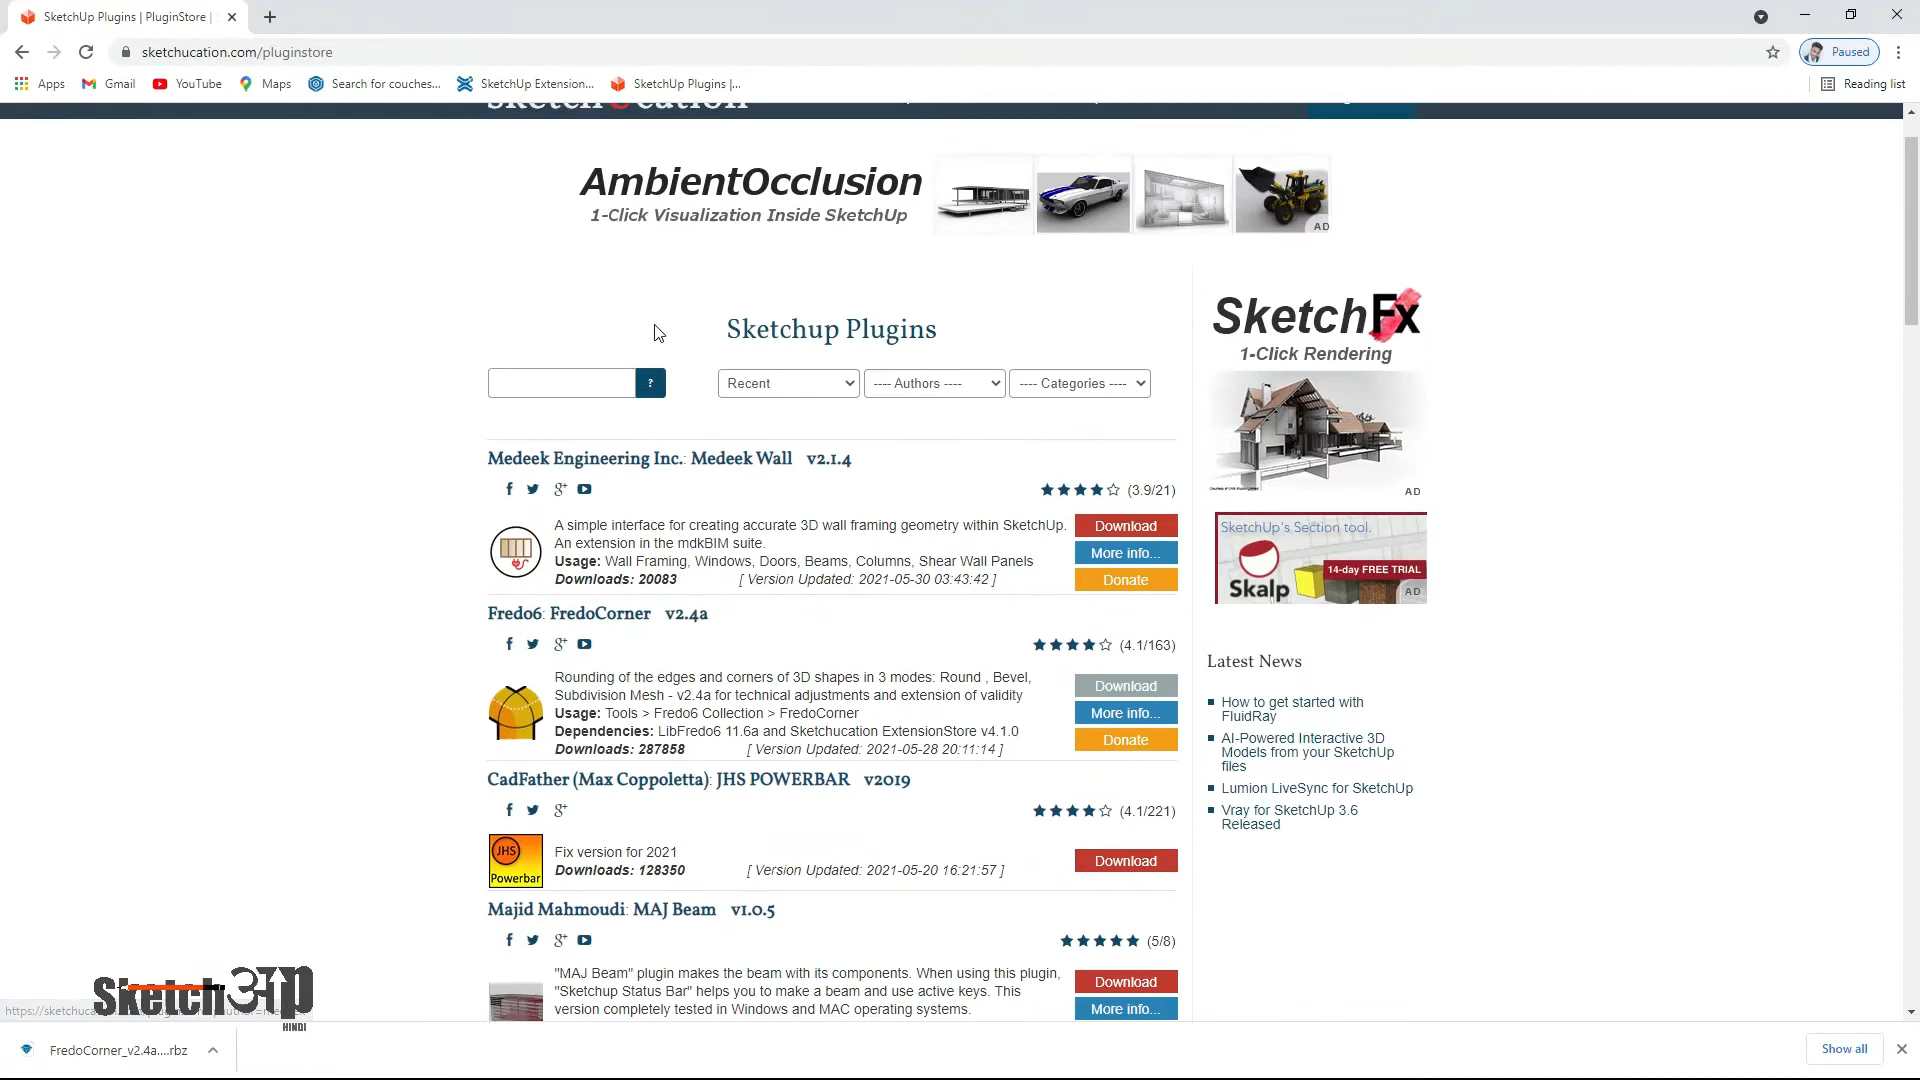 SketchUp Plugins | PluginStore |
sketchucation.com/pluginstore
Paused
Apps
Gmail
YouTube
Maps
Search for couches...
SketchUp Extension...
SketchUp Plugins |...
Reading list
AmbientOcclusion
1-Click Visualization Inside SketchUp
AD
Sketchup Plugins
?
Recent
---- Authors ----
---- Categories ----
Medeek Engineering Inc.: Medeek Wall v2.1.4
(3.9/21)
A simple interface for creating accurate 3D wall framing geometry within SketchUp.
An extension in the mdkBIM suite.
Usage: Wall Framing, Windows, Doors, Beams, Columns, Shear Wall Panels
Downloads: 20083 [ Version Updated: 2021-05-30 03:43:42 ]
Download
More info...
Donate
Fredo6: FredoCorner v2.4a
(4.1/163)
Rounding of the edges and corners of 3D shapes in 3 modes: Round , Bevel,
Subdivision Mesh - v2.4a for technical adjustments and extension of validity
Usage: Tools > Fredo6 Collection > FredoCorner
Dependencies: LibFredo6 11.6a and Sketchucation ExtensionStore v4.1.0
Downloads: 287858 [ Version Updated: 2021-05-28 20:11:14 ]
Download
More info...
Donate
CadFather (Max Coppoletta): JHS POWERBAR v2019
(4.1/221)
JHS
Powerbar
Fix version for 2021
Downloads: 128350 [ Version Updated: 2021-05-20 16:21:57 ]
Download
Majid Mahmoudi: MAJ Beam v1.0.5
(5/8)
"MAJ Beam" plugin makes the beam with its components. When using this plugin,
"Sketchup Status Bar" helps you to make a beam and use active keys. This
version completely tested in Windows and MAC operating systems.
Download
More info...
SketchFx
1-Click Rendering
AD
SketchUp's Section tool.
14-day FREE TRIAL
Skalp
AD
Latest News
How to get started with
FluidRay
AI-Powered Interactive 3D
Models from your SketchUp
files
Lumion LiveSync for SketchUp
Vray for SketchUp 3.6
Released
Sketch3up
HINDI
FredoCorner_v2.4a....rbz
Show all